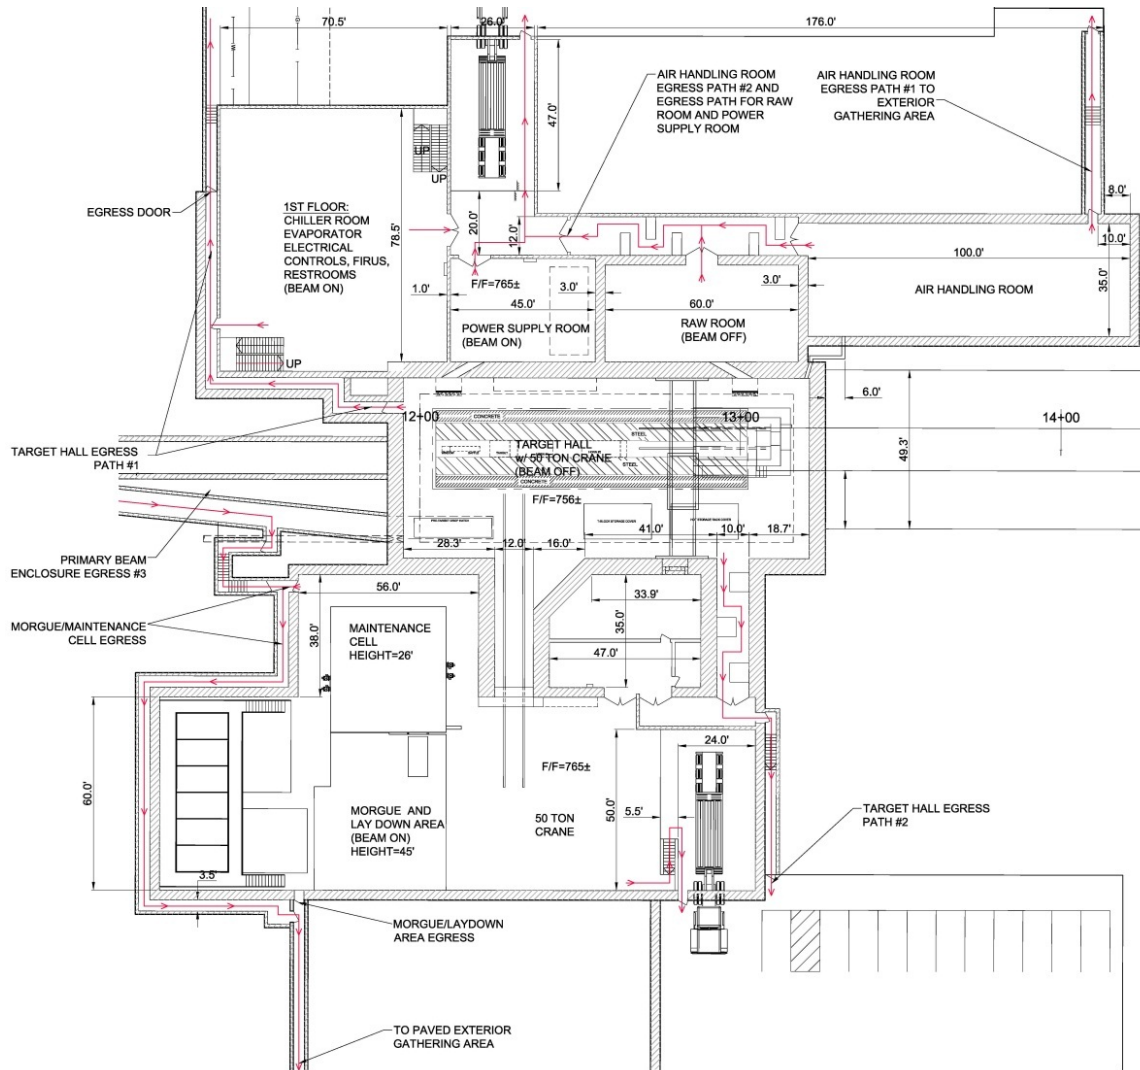 70.5'
26.0'
176.0'
AIR HANDLING ROOM
EGRESS PATH #2 AND
EGRESS PATH FOR RAW
ROOM AND POWER
SUPPLY ROOM
AIR HANDLING ROOM
EGRESS PATH #1 TO
EXTERIOR
GATHERING AREA
47.0'
UP
UP
8.0'
EGRESS DOOR
1ST FLOOR:
CHILLER ROOM
EVAPORATOR
ELECTRICAL
CONTROLS, FIRUS,
RESTROOMS
(BEAM ON)
78.5'
20.0'
12.0'
10.0'
100.0'
35.0'
F/F=765±
1.0'
3.0'
45.0'
60.0'
3.0'
AIR HANDLING ROOM
POWER SUPPLY ROOM
(BEAM ON)
RAW ROOM
(BEAM OFF)
UP
6.0'
12+00
13+00
14+00
CONCRETE
STEEL
TARGET HALL
w/ 50 TON CRANE
(BEAM OFF)
STEEL
CONCRETE
49.3'
TARGET HALL EGRESS
PATH #1
F/F=756±
41.0'
10.0'
18.7'
28.3'
12.0'
16.0'
PRIMARY BEAM
ENCLOSURE EGRESS #3
56.0'
33.9'
35.0'
38.0'
MORGUE/MAINTENANCE
CELL EGRESS
MAINTENANCE
CELL
HEIGHT=26'
47.0'
24.0'
F/F=765±
60.0'
50.0'
MORGUE AND
LAY DOWN AREA
(BEAM ON)
HEIGHT=45'
50 TON
CRANE
5.5'
TARGET HALL EGRESS
PATH #2
3.5'
MORGUE/LAYDOWN
AREA EGRESS
TO PAVED EXTERIOR
GATHERING AREA